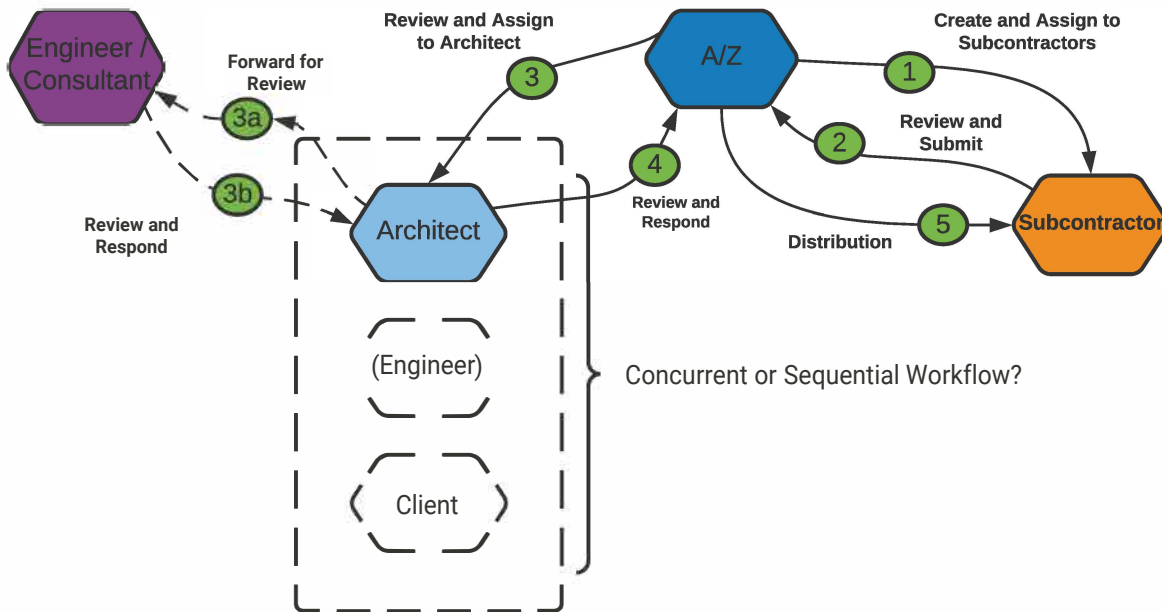 Engineer /
Consultant
Forward for
Review
3a
3b
Review and
Respond
Review and Assign
to Architect
3
A/Z
Create and Assign to
Subcontractors
1
Review and
Submit
2
4
Review and
Respond
Distribution
5
Subcontractor
Architect
(Engineer)
Client
Concurrent or Sequential Workflow?